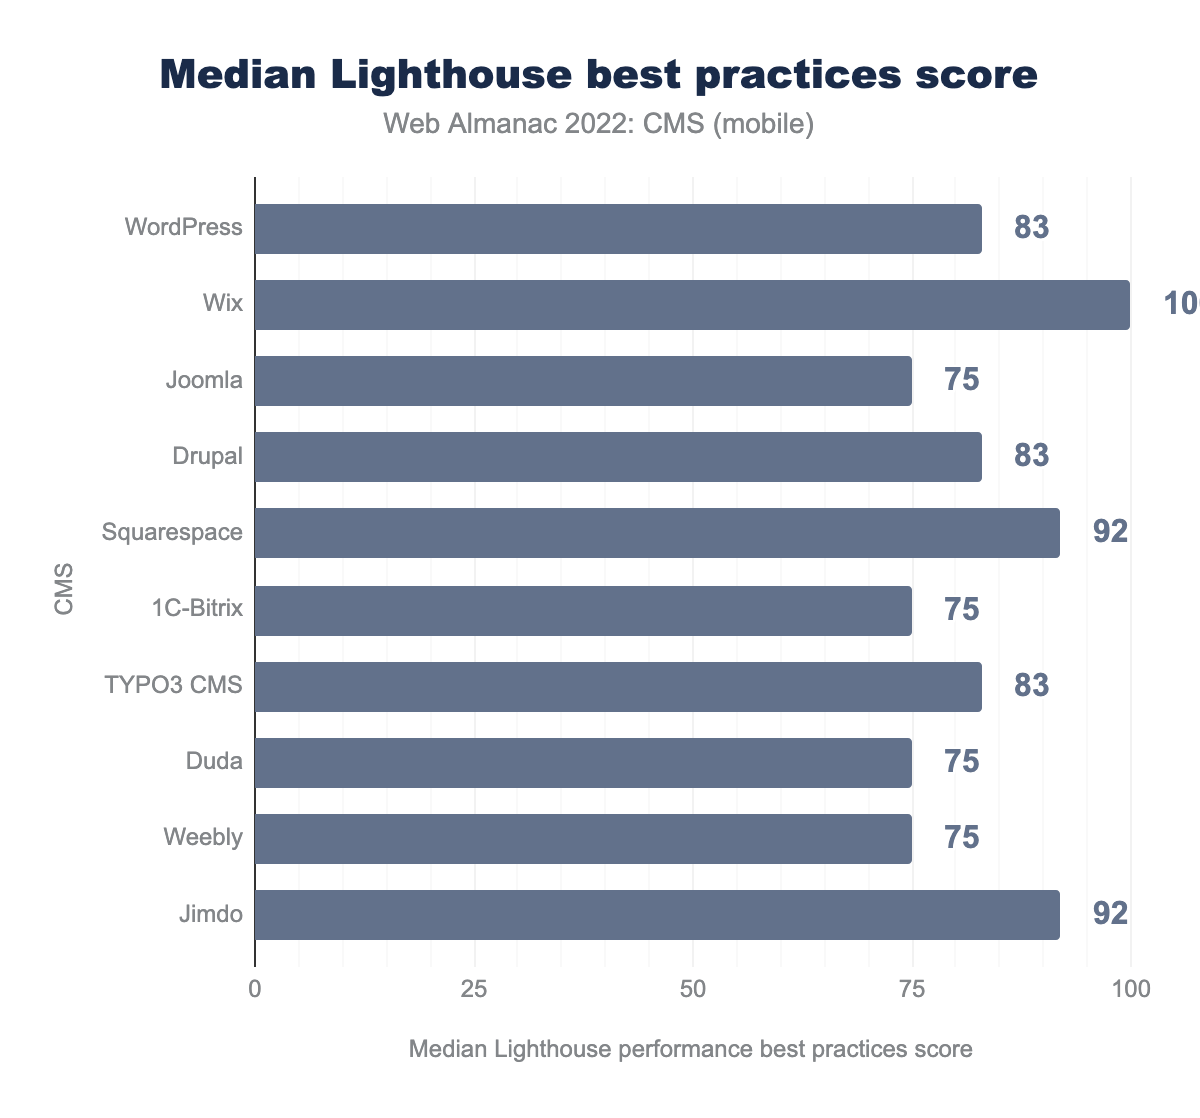 Median Lighthouse best practices score
Web Almanac 2022: CMS (mobile)
CMS
WordPress 83
Wix
Joomla 75
Drupal 83
Squarespace 92
1C-Bitrix 75
TYPO3 CMS 83
Duda 75
Weebly 75
Jimdo 92
0 25 50 75 100
Median Lighthouse performance best practices score